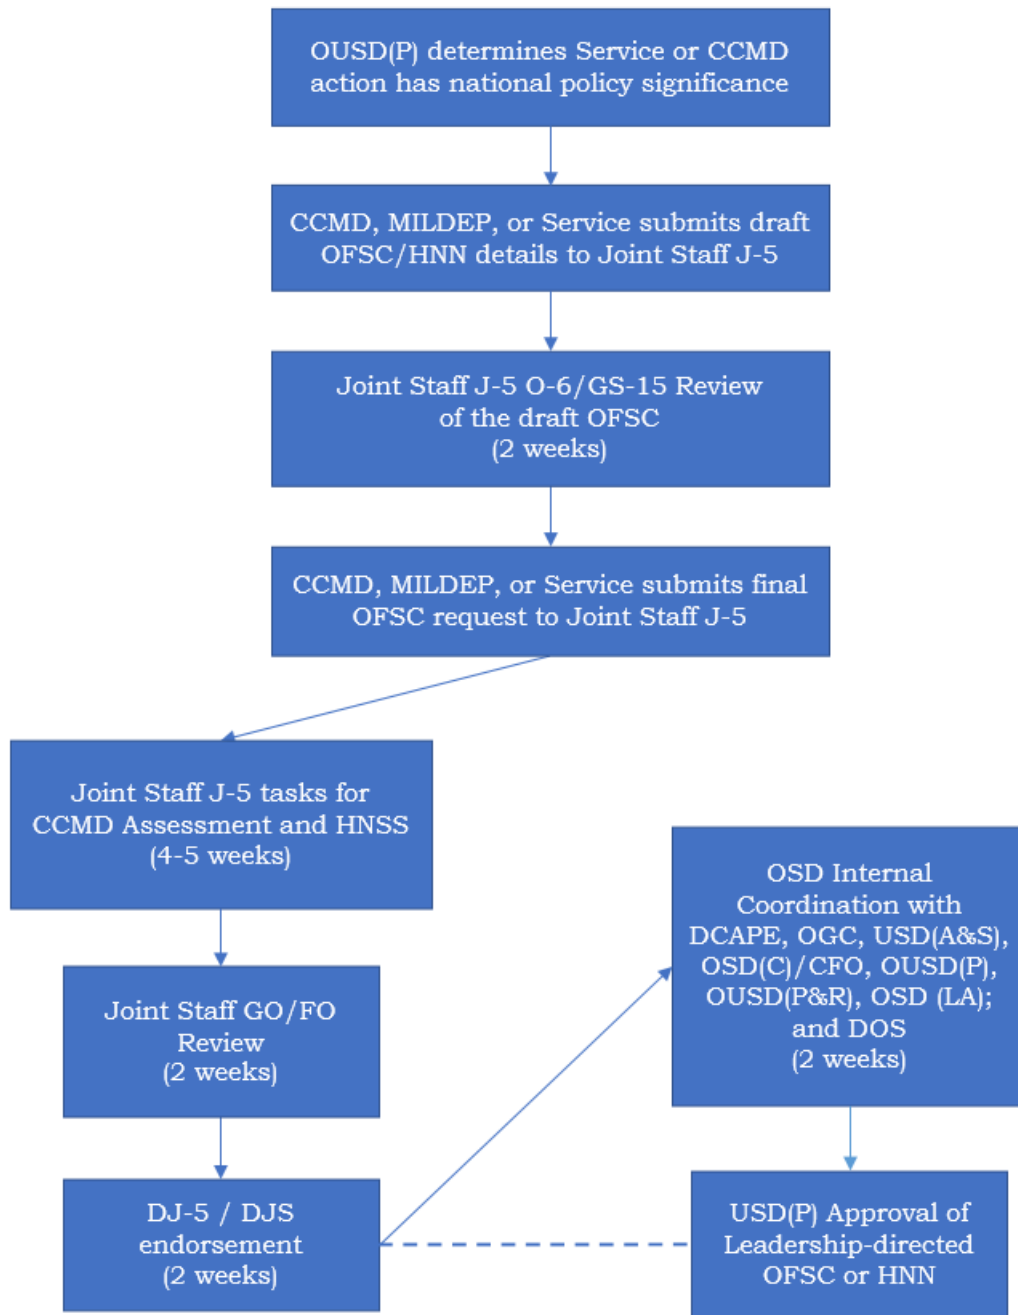 OUSD(P) determines Service or CCMD
action has national policy significance
CCMD, MILDEP, or Service submits draft
OFSC/HNN details to Joint Staff J-5
Joint Staff J-5 O-6/GS-15 Review
of the draft OFSC
(2 weeks)
CCMD, MILDEP, or Service submits final
OFSC request to Joint Staff J-5
Joint Staff J-5 tasks for
CCMD Assessment and HNSS
(4-5 weeks)
Joint Staff GO/FO
Review
(2 weeks)
DJ-5 / DJS
endorsement
(2 weeks)
OSD Internal
Coordination with
DCAPE, OGC, USD(A&S),
OSD(C)/CFO, OUSD(P),
OUSD(P&R), OSD (LA);
and DOS
(2 weeks)
USD(P) Approval of
Leadership-directed
OFSC or HNN